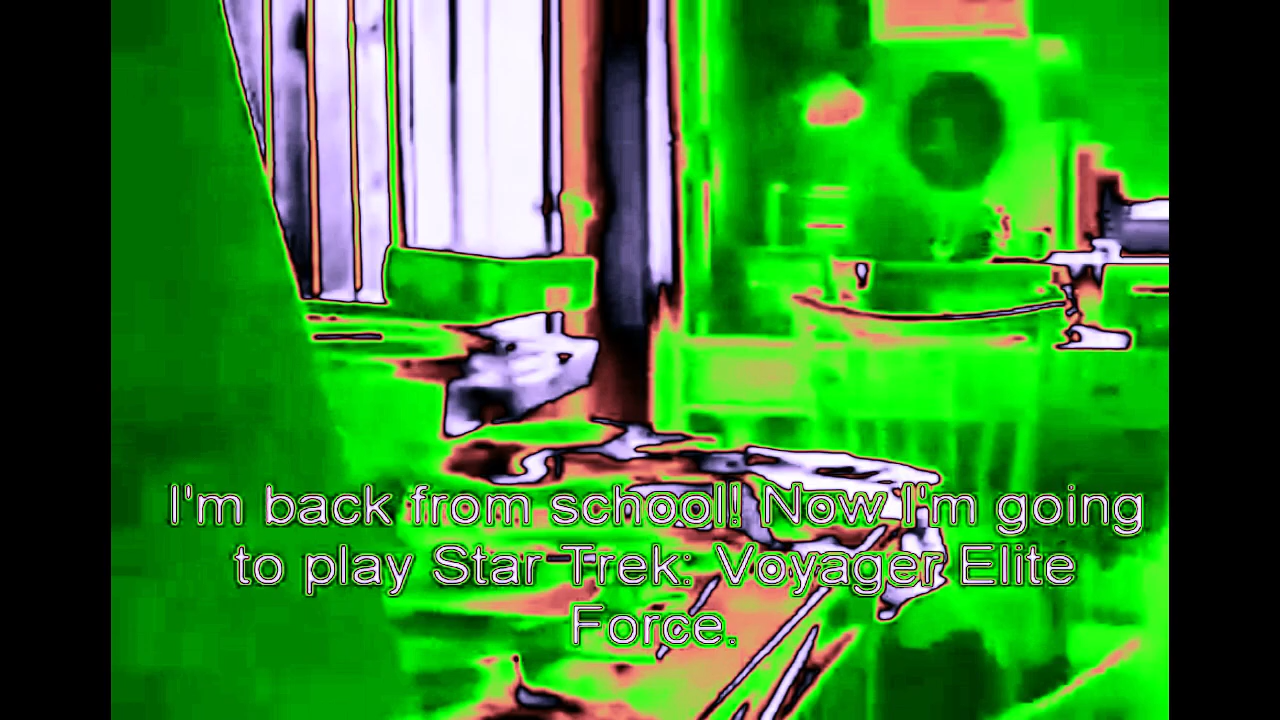 I'm back from school! Now I'm going
to play Star Trek: Voyager Elite
Force.